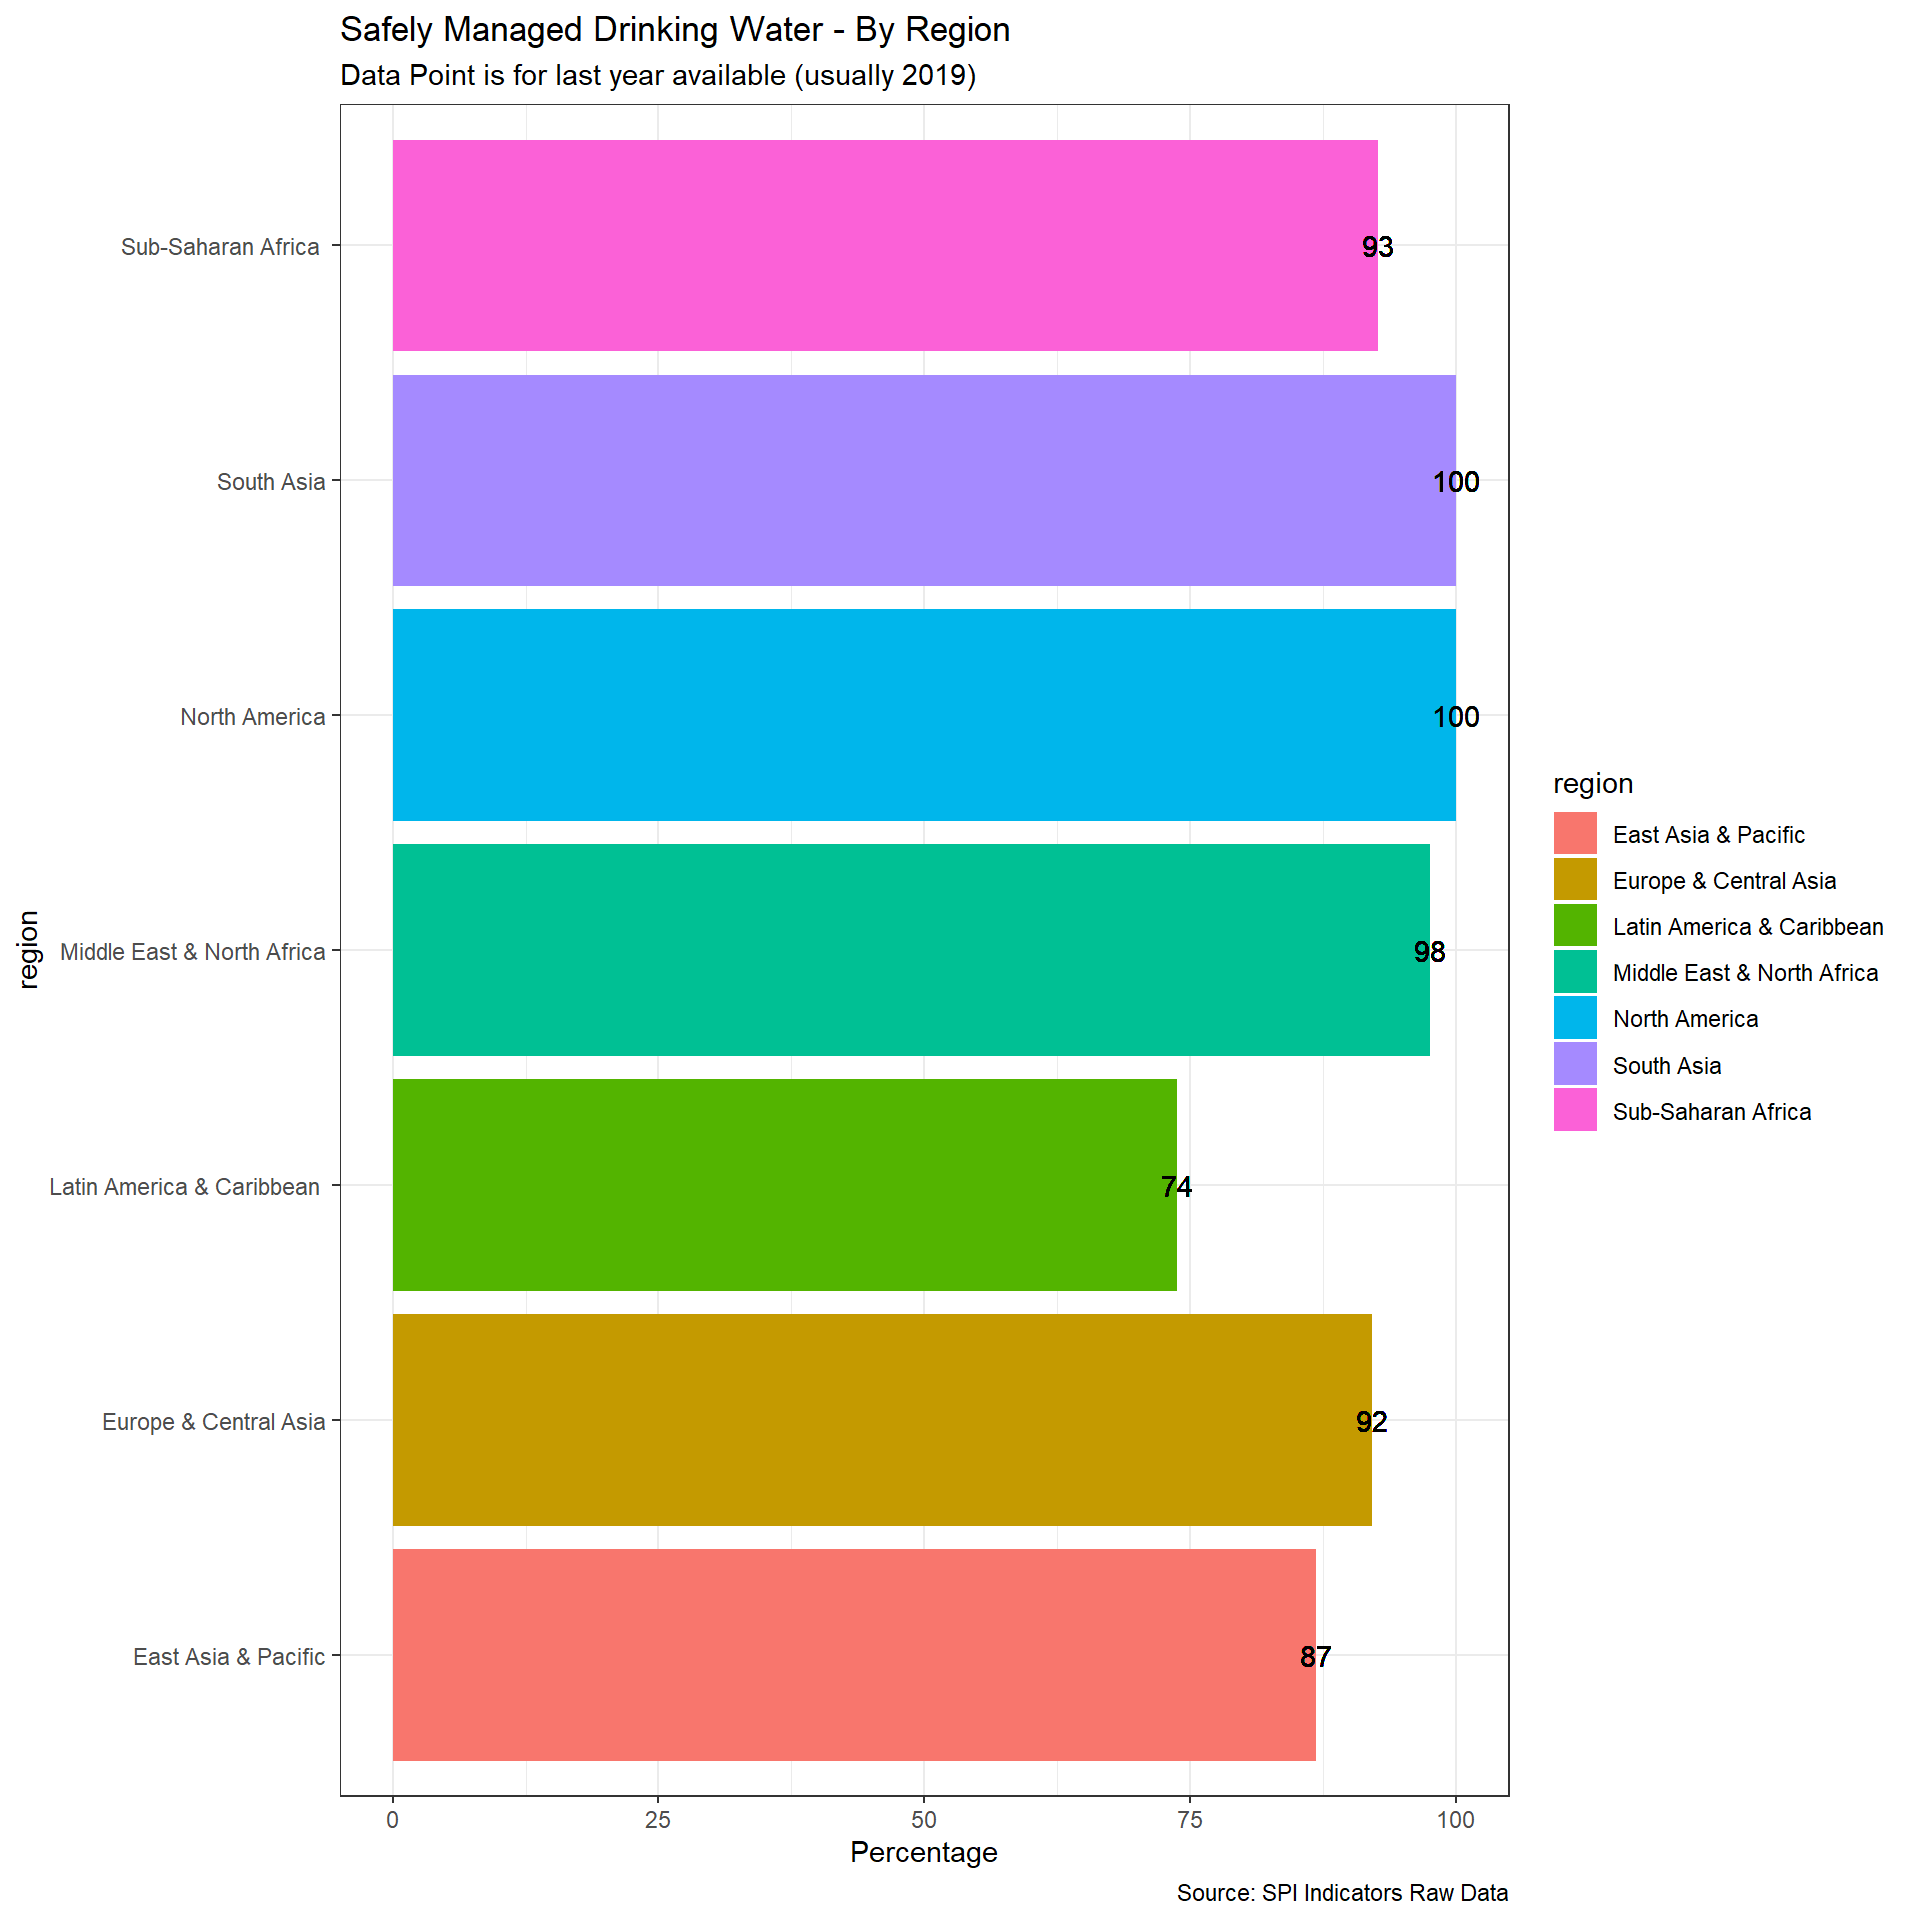 Safely Managed Drinking Water - By Region
Data Point is for last year available (usually 2019)
Sub-Saharan Africa
93
South Asia
100
North America
100
Middle East & North Africa
98
Latin America & Caribbean
74
Europe & Central Asia
92
East Asia & Pacific
87
region
0 25 50 75 100
Percentage
Source: SPI Indicators Raw Data
region
East Asia & Pacific
Europe & Central Asia
Latin America & Caribbean
Middle East & North Africa
North America
South Asia
Sub-Saharan Africa